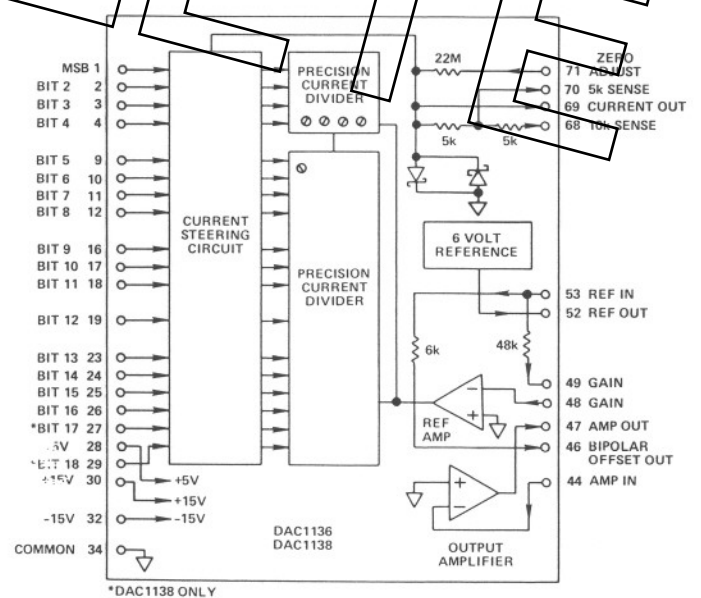 MSB 1
BIT 2 2
BIT 3 3
BIT 4 4
BIT 5 9
BIT 6 10
BIT 7 11
BIT 8 12
BIT 9 16
BIT 10 17
BIT 11 18
BIT 12 19
BIT 13 23
BIT 14 24
BIT 15 25
BIT 16 26
*BIT 17 27
28
BIT 18 29
30
-15V 32
COMMON 34
+5V
+15V
-15V
CURRENT
STEERING
CIRCUIT
PRECISION
CURRENT
DIVIDER
PRECISION
CURRENT
DIVIDER
22M
5k
5k
6 VOLT
REFERENCE
6k
48k
REF
AMP
OUTPUT
AMPLIFIER
DAC1136
DAC1138
ZERO
71 ADJUST
70 5k SENSE
69 CURRENT OUT
68 10k SENSE
53 REF IN
52 REF OUT
49 GAIN
48 GAIN
47 AMP OUT
46 BIPOLAR
OFFSET OUT
44 AMP IN
*DAC1138 ONLY